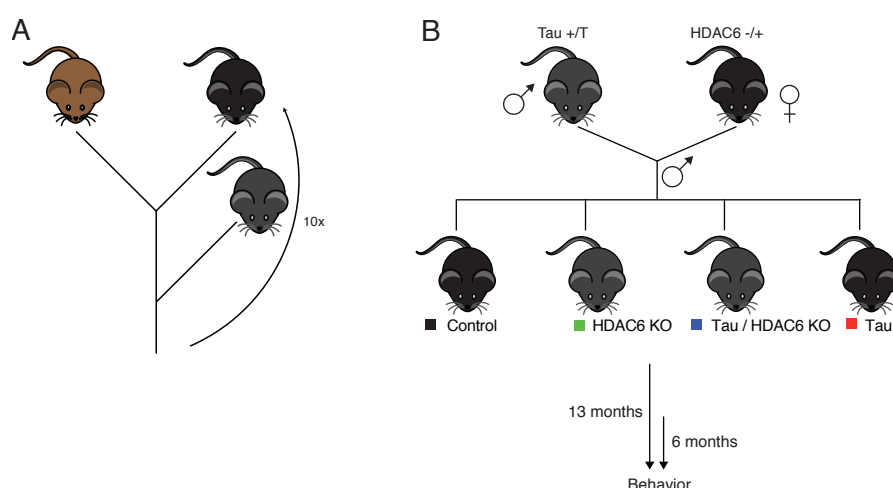 A
10x
B
Tau +/T
HDAC6 -/+
Control
HDAC6 KO
Tau / HDAC6 KO
Tau
13 months
6 months
Behavior